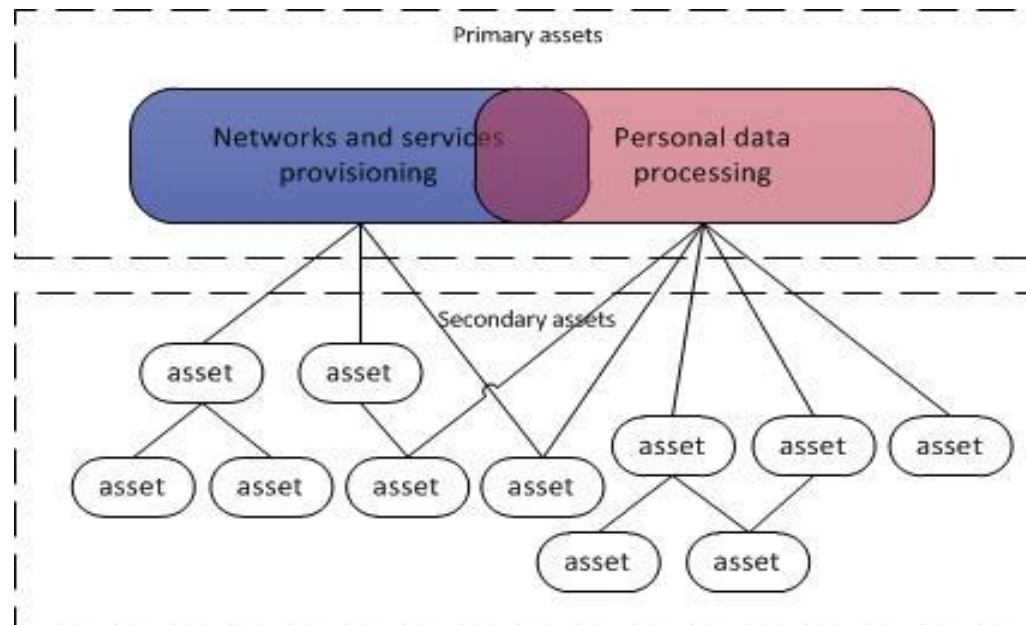 Primary assets
Networks and services
provisioning
Personal data
processing
Secondary assets
asset
asset
asset
asset
asset
asset
asset
asset
asset
asset
asset